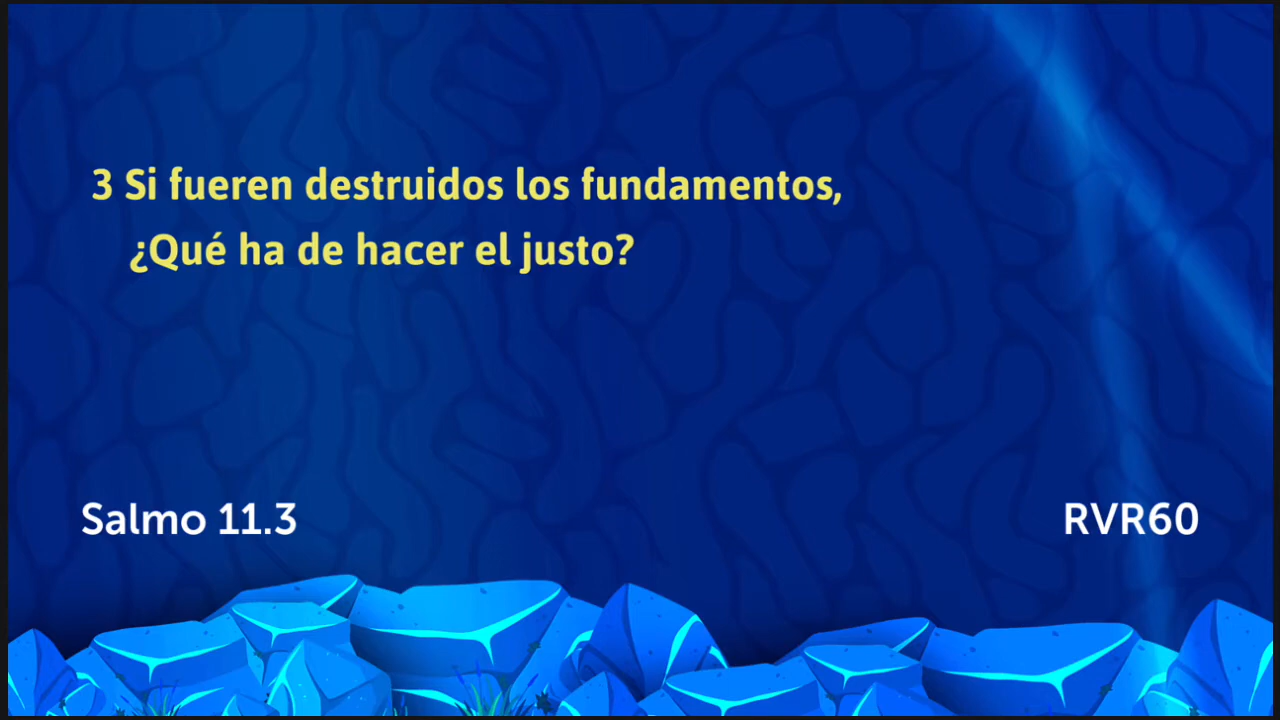 3 Si fueren destruidos los fundamentos,
¿Qué ha de hacer el justo?
Salmo 11.3
RVR60